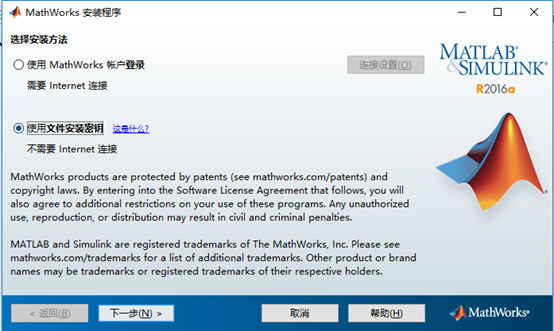 MathWorks 安装程序
选择安装方法
使用 MathWorks 帐户登录
连接设置(O)
需要 Internet 连接
使用文件安装密钥 这是什么?
不需要 Internet 连接
MATLAB®
&SIMULINK®
R2016a
MathWorks products are protected by patents (see mathworks.com/patents) and
copyright laws. By entering into the Software License Agreement that follows, you will
also agree to additional restrictions on your use of these programs. Any unauthorized
use, reproduction, or distribution may result in civil and criminal penalties.
MATLAB and Simulink are registered trademarks of The MathWorks, Inc. Please see
mathworks.com/trademarks for a list of additional trademarks. Other product or brand
names may be trademarks or registered trademarks of their respective holders.
< 返回(B) 下一步(N) > 取消 帮助(H) MathWorks®